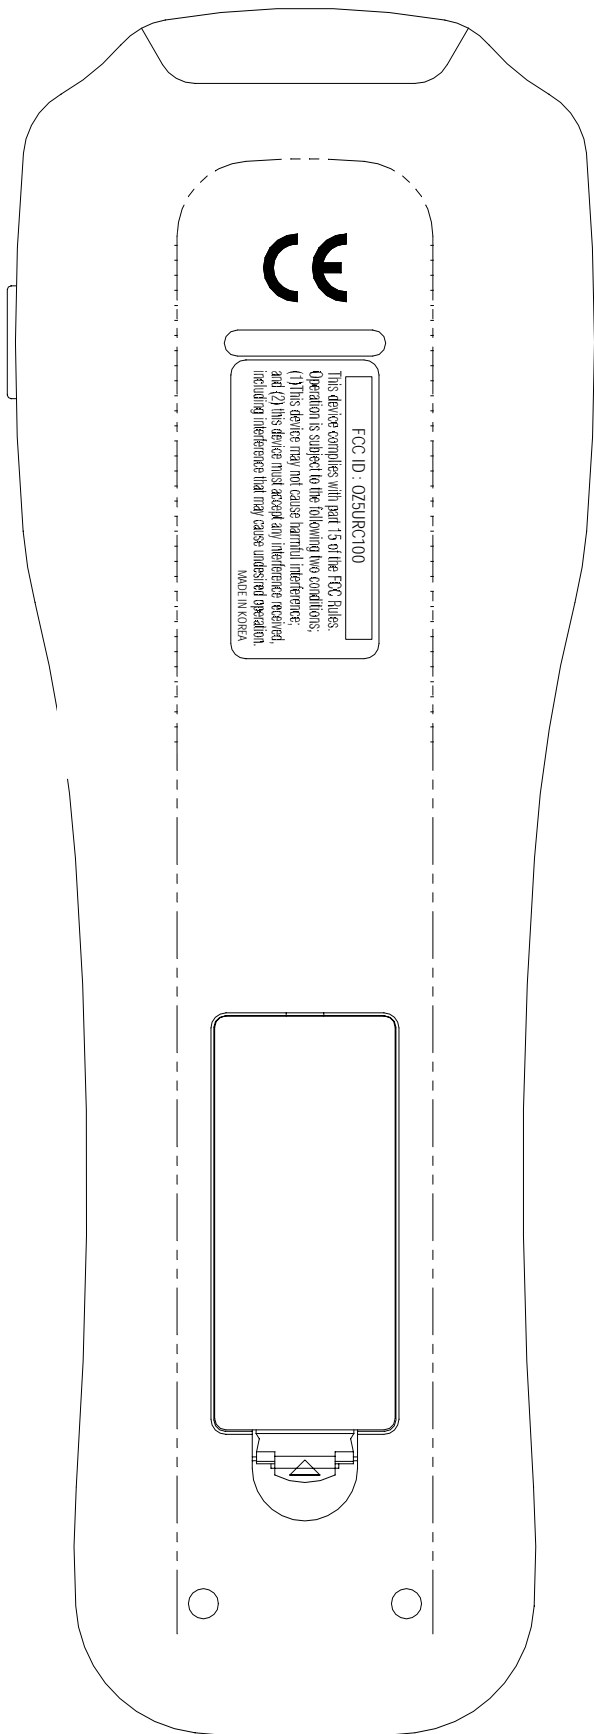 CE
FCC ID : OZ5URC100
This device complies with part 15 of the FCC Rules.
Operation is subject to the following two conditions;
(1)This device may not cause harmful interference;
and (2) this device must accept any interference received,
including interference that may cause undesired operation.
MADE IN KOREA